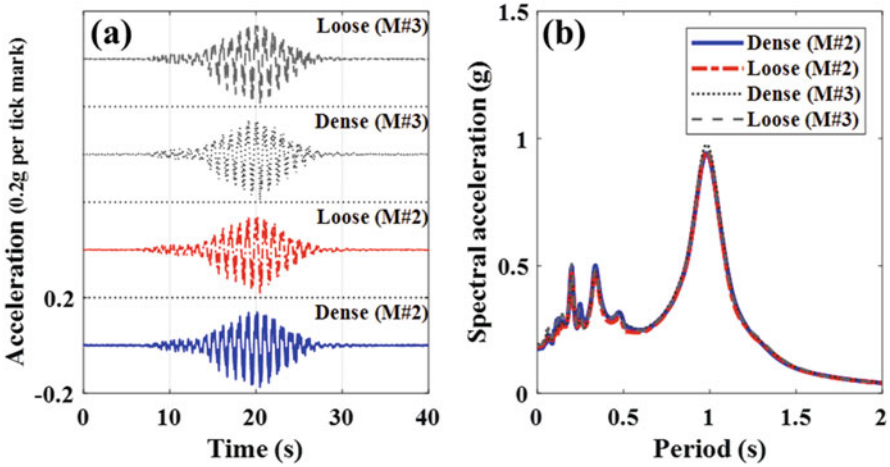 (a)
Loose (M#3)
Dense (M#3)
Loose (M#2)
Dense (M#2)
Acceleration (0.2g per tick mark)
0.2
-0.2
0 10 20 30 40
Time (s)
(b)
Dense (M#2)
Loose (M#2)
Dense (M#3)
Loose (M#3)
Spectral acceleration (g)
1.5
1
0.5
0
0 0.5 1 1.5 2
Period (s)